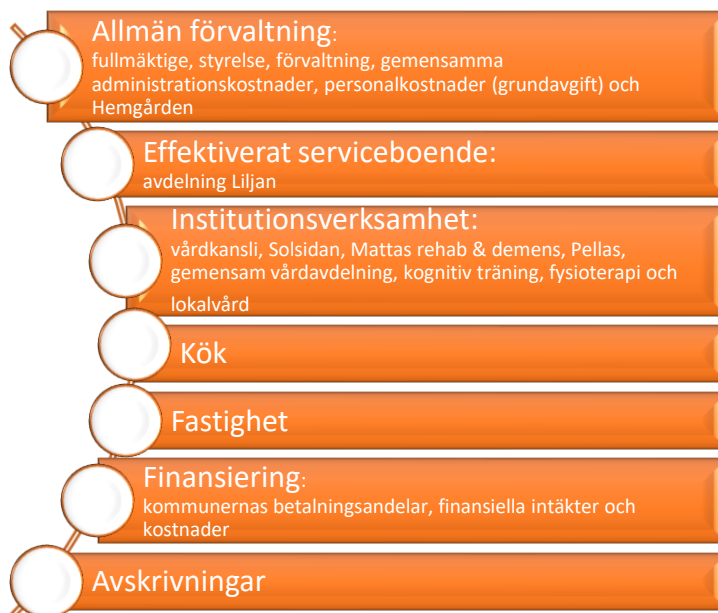 Allmän förvaltning:
fullmäktige, styrelse, förvaltning, gemensamma
administrationskostnader, personalkostnader (grundavgift) och
Hemgården
Effektiverat serviceboende:
avdelning Liljan
Institutionsverksamhet:
vårdkansli, Solsidan, Mattas rehab & demens, Pellas,
gemensam vårdavdelning, kognitiv träning, fysioterapi och
lokalvård
Kök
Fastighet
Finansiering:
kommunernas betalningsandelar, finansiella intäkter och
kostnader
Avskrivningar